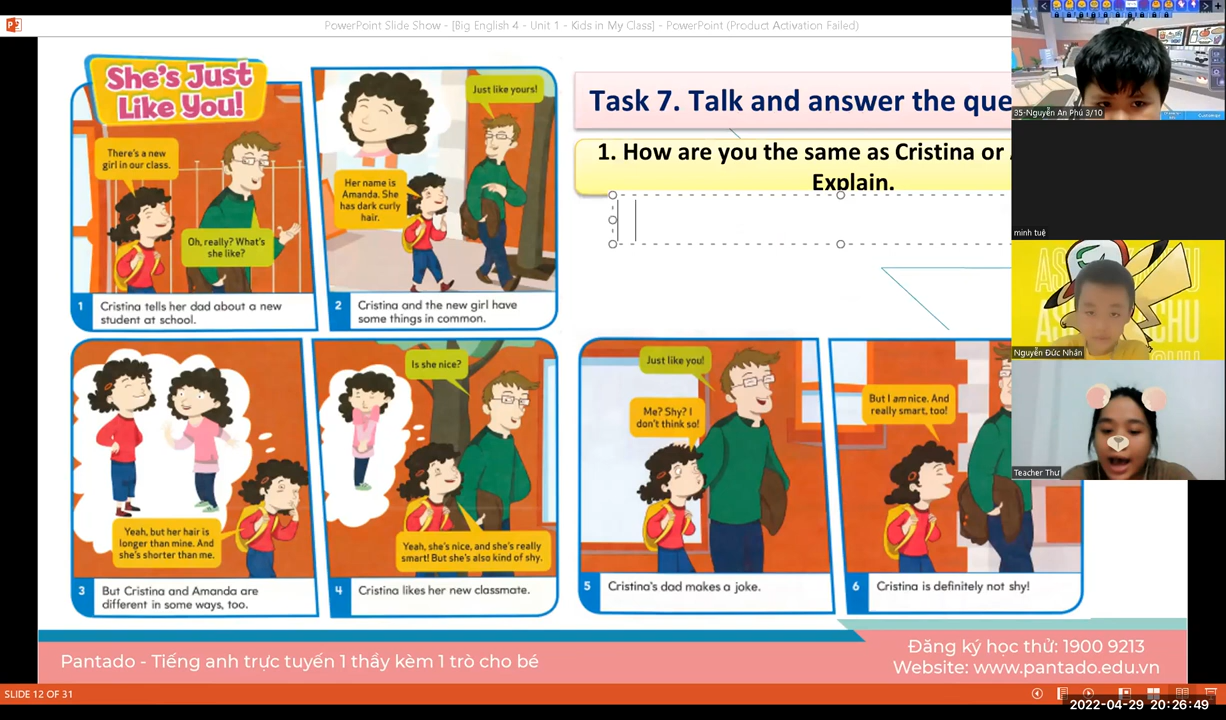 PowerPoint Slide Show - [Big English 4 - Unit 1 - Kids in My Class] - PowerPoint (Product Activation Failed)
She's Just
Like You!
There's a new
girl in our class.
Oh, really? What's
she like?
1 Cristina tells her dad about a new
student at school.
Just like yours!
Her name is
Amanda. She
has dark curly
hair.
2 Cristina and the new girl have
some things in common.
Yeah, but her hair is
longer than mine. And
she's shorter than me.
3 But Cristina and Amanda are
different in some ways, too.
Is she nice?
Yeah, she's nice, and she's really
smart! But she's also kind of shy.
4 Cristina likes her new classmate.
Task 7. Talk and answer the que
1. How are you the same as Cristina or
Explain.
Just like you!
Me? Shy? I
don't think so!
5 Cristina's dad makes a joke.
But I am nice. And
really smart, too!
6 Cristina is definitely not shy!
35-Nguyễn An Phú 3/10
minh tuệ
Nguyễn Đức Nhán
Teacher Thư
Pantado - Tiếng anh trực tuyến 1 thầy kèm 1 trò cho bé
Đăng ký học thử: 1900 9213
Website: www.pantado.edu.vn
SLIDE 12 OF 31
2022-04-29 20:26:49